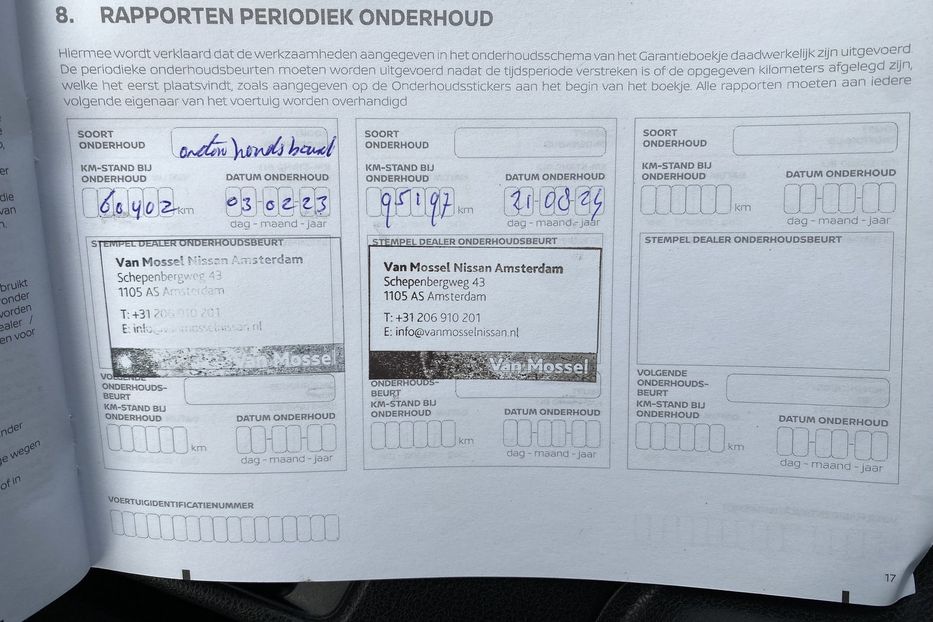 8. RAPPORTEN PERIODIEK ONDERHOUD
Hiermee wordt verklaard dat de werkzaamheden aangegeven in het onderhoudsschema van het Garantieboekje daadwerkelijk zijn uitgevoerd.
De periodieke onderhoudsbeurten moeten worden uitgevoerd nadat de tijdsperiode verstreken is of de opgegeven kilometers afgelegd zijn,
welke het eerst plaatsvindt, zoals aangegeven op de Onderhoudsstickers aan het begin van het boekje. Alle rapporten moeten aan iedere
volgende eigenaar van het voertuig worden overhandigd
SOORT
ONDERHOUD
KM-STAND BIJ
ONDERHOUD
DATUM ONDERHOUD
60402 km
03-02-23
dag - maand - jaar
STEMPEL DEALER ONDERHOUDSBEURT
Van Mossel Nissan Amsterdam
Schepenbergweg 43
1105 AS Amsterdam
T: +31 206 910 201
E: info@vanmosselnissan.nl
Van Mossel
VOLGENDE
ONDERHOUDS-
BEURT
KM-STAND BIJ
ONDERHOUD
DATUM ONDERHOUD
km
dag - maand - jaar
SOORT
ONDERHOUD
KM-STAND BIJ
ONDERHOUD
DATUM ONDERHOUD
95197 km
21-08-24
dag - maand - jaar
STEMPEL DEALER ONDERHOUDSBEURT
Van Mossel Nissan Amsterdam
Schepenbergweg 43
1105 AS Amsterdam
T: +31 206 910 201
E: info@vanmosselnissan.nl
Van Mossel
ONDERHOUDS-
BEURT
KM-STAND BIJ
ONDERHOUD
DATUM ONDERHOUD
km
dag - maand - jaar
SOORT
ONDERHOUD
KM-STAND BIJ
ONDERHOUD
DATUM ONDERHOUD
km
dag - maand - jaar
STEMPEL DEALER ONDERHOUDSBEURT
VOLGENDE
ONDERHOUDS-
BEURT
KM-STAND BIJ
ONDERHOUD
DATUM ONDERHOUD
km
dag - maand - jaar
VOERTUIGIDENTIFICATIENUMMER
17